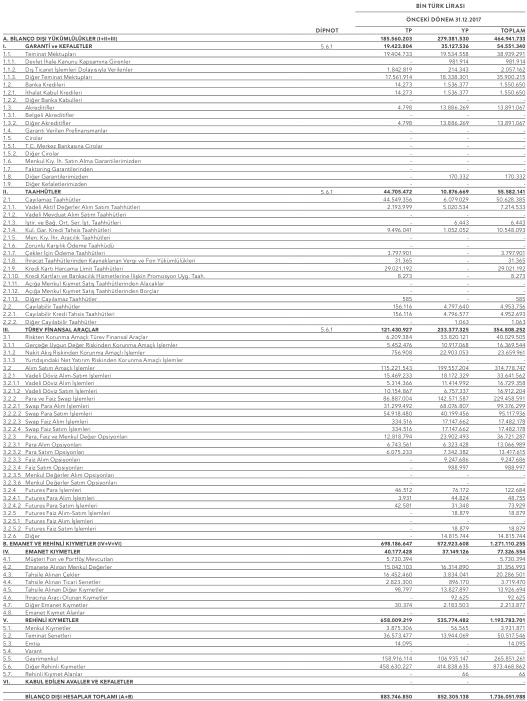 BİN TÜRK LİRASI
ÖNCEKİ DÖNEM 31.12.2017
DİPNOT TP YP TOPLAM
A. BİLANÇO DIŞI YÜKÜMLÜLÜKLER (I+II+III) 185.560.203 279.381.530 464.941.733
I. GARANTİ ve KEFALETLER 5.6.1 19.423.804 35.127.536 54.551.340
1.1. Teminat Mektupları 19.404.733 19.534.558 38.939.291
1.1.1. Devlet İhale Kanunu Kapsamına Girenler - 981.914 981.914
1.1.2. Dış Ticaret İşlemleri Dolayısıyla Verilenler 1.842.819 214.343 2.057.162
1.1.3. Diğer Teminat Mektupları 17.561.914 18.338.301 35.900.215
1.2. Banka Kredileri 14.273 1.536.377 1.550.650
1.2.1. İthalat Kabul Kredileri 14.273 1.536.377 1.550.650
1.2.2. Diğer Banka Kabulleri - - -
1.3. Akreditifler 4.798 13.886.269 13.891.067
1.3.1. Belgeli Akreditifler - - -
1.3.2. Diğer Akreditifler 4.798 13.886.269 13.891.067
1.4. Garanti Verilen Prefinansmanlar - - -
1.5. Cirolar - - -
1.5.1. T.C. Merkez Bankasına Cirolar - - -
1.5.2. Diğer Cirolar - - -
1.6. Menkul Kıy. İh. Satın Alma Garantilerimizden - - -
1.7. Faktoring Garantilerinden - - -
1.8. Diğer Garantilerimizden - 170.332 170.332
1.9. Diğer Kefaletlerimizden - - -
II. TAAHHÜTLER 5.6.1 44.705.472 10.876.669 55.582.141
2.1. Cayılamaz Taahhütler 44.549.356 6.079.029 50.628.385
2.1.1. Vadeli Aktif Değerler Alım Satım Taahhütleri 2.193.999 5.020.534 7.214.533
2.1.2. Vadeli Mevduat Alım Satım Taahhütleri - - -
2.1.3. İştir. ve Bağ. Ort. Ser. İşt. Taahhütleri - 6.443 6.443
2.1.4. Kul. Gar. Kredi Tahsis Taahhütleri 9.496.041 1.052.052 10.548.093
2.1.5. Men. Kıy. İhr. Aracılık Taahhütleri - - -
2.1.6. Zorunlu Karşılık Ödeme Taahhüdü - - -
2.1.7. Çekler İçin Ödeme Taahhütleri 3.797.901 - 3.797.901
2.1.8. İhracat Taahhütlerinden Kaynaklanan Vergi ve Fon Yükümlülükleri 31.365 - 31.365
2.1.9. Kredi Kartı Harcama Limit Taahhütleri 29.021.192 - 29.021.192
2.1.10. Kredi Kartları ve Bankacılık Hizmetlerine İlişkin Promosyon Uyg. Taah. 8.273 - 8.273
2.1.11. Açığa Menkul Kıymet Satış Taahhütlerinden Alacaklar - - -
2.1.12. Açığa Menkul Kıymet Satış Taahhütlerinden Borçlar - - -
2.1.13. Diğer Cayılamaz Taahhütler 585 - 585
2.2. Cayılabilir Taahhütler 156.116 4.797.640 4.953.756
2.2.1. Cayılabilir Kredi Tahsis Taahhütleri 156.116 4.796.577 4.952.693
2.2.2. Diğer Cayılabilir Taahhütler - 1.063 1.063
III. TÜREV FİNANSAL ARAÇLAR 5.6.1 121.430.927 233.377.325 354.808.252
3.1 Riskten Korunma Amaçlı Türev Finansal Araçlar 6.209.384 33.820.121 40.029.505
3.1.1 Gerçeğe Uygun Değer Riskinden Korunma Amaçlı İşlemler 5.452.476 10.917.068 16.369.544
3.1.2 Nakit Akış Riskinden Korunma Amaçlı İşlemler 756.908 22.903.053 23.659.961
3.1.3 Yurtdışındaki Net Yatırım Riskinden Korunma Amaçlı İşlemler - - -
3.2 Alım Satım Amaçlı İşlemler 115.221.543 199.557.204 314.778.747
3.2.1 Vadeli Döviz Alım-Satım İşlemleri 15.469.233 18.172.329 33.641.562
3.2.1.1 Vadeli Döviz Alım İşlemleri 5.314.366 11.414.992 16.729.358
3.2.1.2 Vadeli Döviz Satım İşlemleri 10.154.867 6.757.337 16.912.204
3.2.2 Para ve Faiz Swap İşlemleri 86.887.004 142.571.587 229.458.591
3.2.2.1 Swap Para Alım İşlemleri 31.299.492 68.076.807 99.376.299
3.2.2.2 Swap Para Satım İşlemleri 54.918.480 40.199.456 95.117.936
3.2.2.3 Swap Faiz Alım İşlemleri 334.516 17.147.662 17.482.178
3.2.2.4 Swap Faiz Satım İşlemleri 334.516 17.147.662 17.482.178
3.2.3 Para, Faiz ve Menkul Değer Opsiyonları 12.818.794 23.902.493 36.721.287
3.2.3.1 Para Alım Opsiyonları 6.743.561 6.323.428 13.066.989
3.2.3.2 Para Satım Opsiyonları 6.075.233 7.342.382 13.417.615
3.2.3.3 Faiz Alım Opsiyonları - 9.247.686 9.247.686
3.2.3.4 Faiz Satım Opsiyonları - 988.997 988.997
3.2.3.5 Menkul Değerler Alım Opsiyonları - - -
3.2.3.6 Menkul Değerler Satım Opsiyonları - - -
3.2.4 Futures Para İşlemleri 46.512 76.172 122.684
3.2.4.1 Futures Para Alım İşlemleri 3.931 44.824 48.755
3.2.4.2 Futures Para Satım İşlemleri 42.581 31.348 73.929
3.2.5 Futures Faiz Alım-Satım İşlemleri - 18.879 18.879
3.2.5.1 Futures Faiz Alım İşlemleri - - -
3.2.5.2 Futures Faiz Satım İşlemleri - 18.879 18.879
3.2.6 Diğer - 14.815.744 14.815.744
B. EMANET VE REHİNLİ KIYMETLER (IV+V+VI) 698.186.647 572.923.608 1.271.110.255
IV. EMANET KIYMETLER 40.177.428 37.149.126 77.326.554
4.1. Müşteri Fon ve Portföy Mevcutları 5.730.394 - 5.730.394
4.2. Emanete Alınan Menkul Değerler 15.042.103 16.314.890 31.356.993
4.3. Tahsile Alınan Çekler 16.452.460 3.834.041 20.286.501
4.4. Tahsile Alınan Ticari Senetler 2.823.300 896.170 3.719.470
4.5. Tahsile Alınan Diğer Kıymetler 98.797 13.827.897 13.926.694
4.6. İhracına Aracı Olunan Kıymetler - 92.625 92.625
4.7. Diğer Emanet Kıymetler 30.374 2.183.503 2.213.877
4.8. Emanet Kıymet Alanlar - - -
V. REHİNLİ KIYMETLER 658.009.219 535.774.482 1.193.783.701
5.1. Menkul Kıymetler 3.875.306 56.565 3.931.871
5.2. Teminat Senetleri 36.573.477 13.944.069 50.517.546
5.3. Emtia 14.095 - 14.095
5.4. Varant - - -
5.5. Gayrimenkul 158.916.114 106.935.147 265.851.261
5.6. Diğer Rehinli Kıymetler 458.630.227 414.838.635 873.468.862
5.7. Rehinli Kıymet Alanlar - 66 66
VI. KABUL EDİLEN AVALLER VE KEFALETLER - - -
BİLANÇO DIŞI HESAPLAR TOPLAMI (A+B) 883.746.850 852.305.138 1.736.051.988